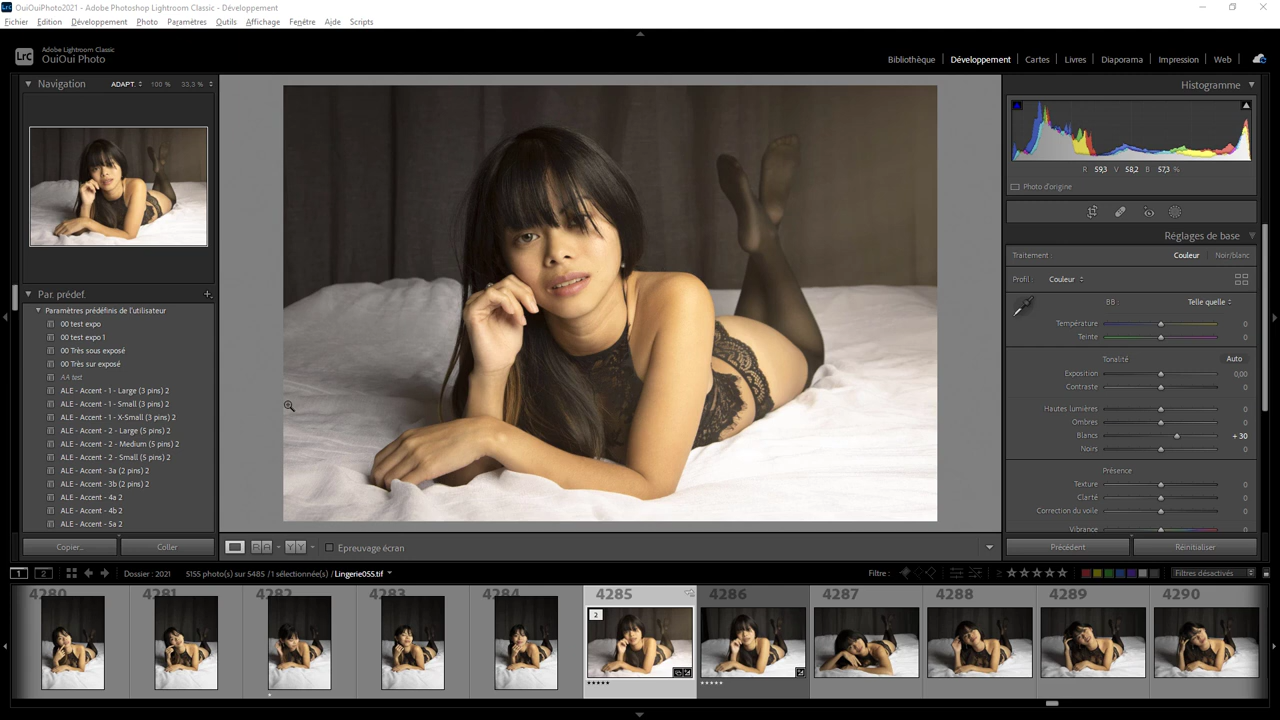 OuiOuiPhoto2021 - Adobe Photoshop Lightroom Classic - Développement
Fichier Edition Développement Photo Paramètres Outils Affichage Fenêtre Aide Scripts
Lrc
Adobe Lightroom Classic
OuiOui Photo
Bibliothèque Développement Cartes Livres Diaporama Impression Web
Navigation ADAPT. 100 % 33,3 %
Histogramme
R 59,3 V 58,2 B 57,3 %
Photo d'origine
Réglages de base
Traitement : Couleur Noir/blanc
Profil : Couleur
BB : Telle quelle
Température 0
Teinte 0
Tonalité Auto
Exposition 0,00
Contraste 0
Hautes lumières 0
Ombres 0
Blancs + 30
Noirs 0
Présence
Texture 0
Clarté 0
Correction du voile 0
Vibrance 0
Précédent Réinitialiser
Par. prédef.
Paramètres prédéfinis de l'utilisateur
00 test expo
00 test expo 1
00 Très sous exposé
00 Très sur exposé
AA test
ALE - Accent - 1 - Large (3 pins) 2
ALE - Accent - 1 - Small (3 pins) 2
ALE - Accent - 1 - X-Small (3 pins) 2
ALE - Accent - 2 - Large (5 pins) 2
ALE - Accent - 2 - Medium (5 pins) 2
ALE - Accent - 2 - Small (5 pins) 2
ALE - Accent - 3a (2 pins) 2
ALE - Accent - 3b (2 pins) 2
ALE - Accent - 4a 2
ALE - Accent - 4b 2
ALE - Accent - 5a 2
Copier... Coller
R A Y Y Epreuvage écran
1 2 Dossier : 2021 5155 photo(s) sur 5485 /1 sélectionnée(s) /Lingerie055.tif Filtre : Filtres désactivés
4280 4281 4282 4283 4284 4285 4286 4287 4288 4289 4290
2